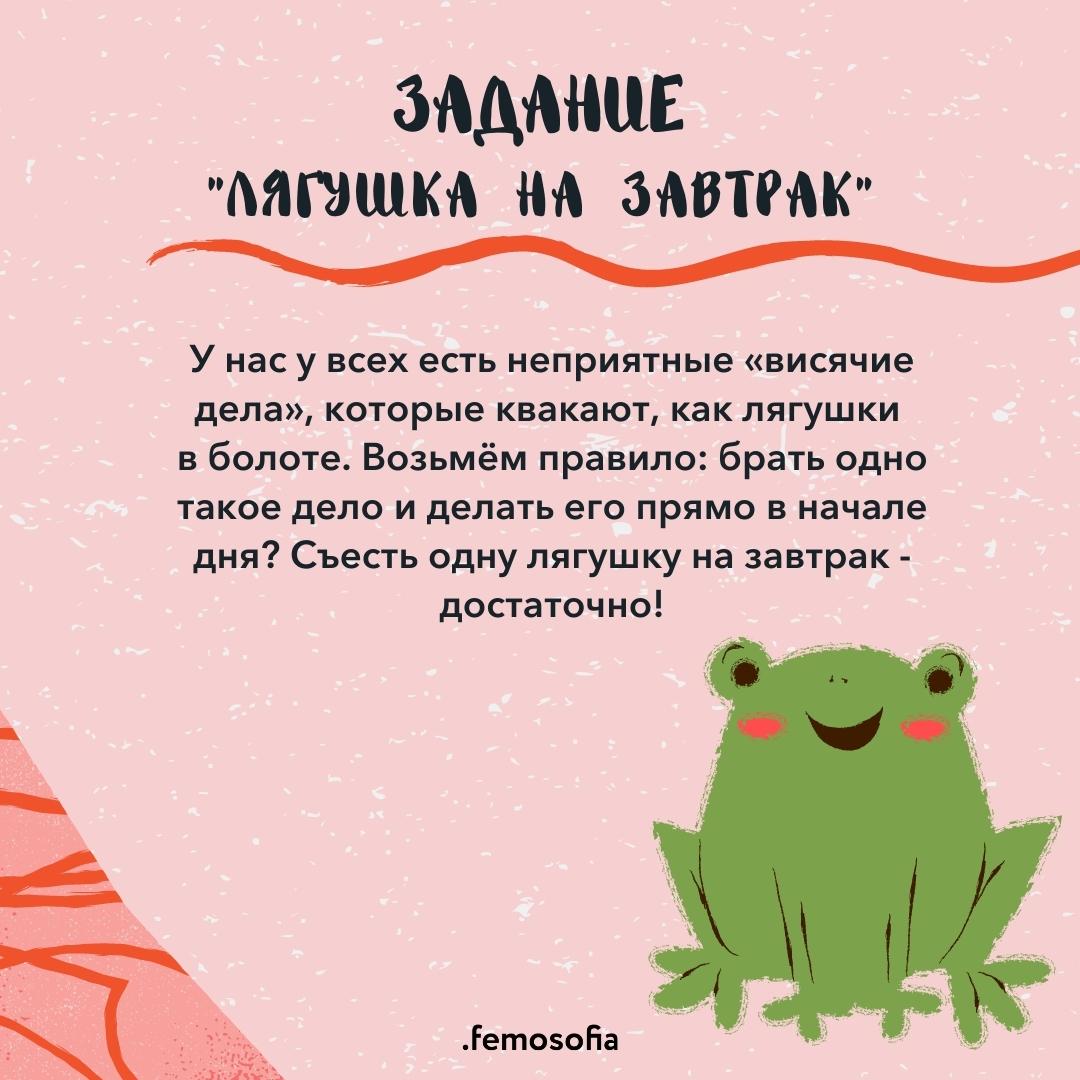 ЗАДАНИЕ
"ЛЯГУШКА НА ЗАВТРАК"
У нас у всех есть неприятные «висячие
дела», которые квакают, как лягушки
в болоте. Возьмём правило: брать одно
такое дело и делать его прямо в начале
дня? Съесть одну лягушку на завтрак -
достаточно!
.femosofia